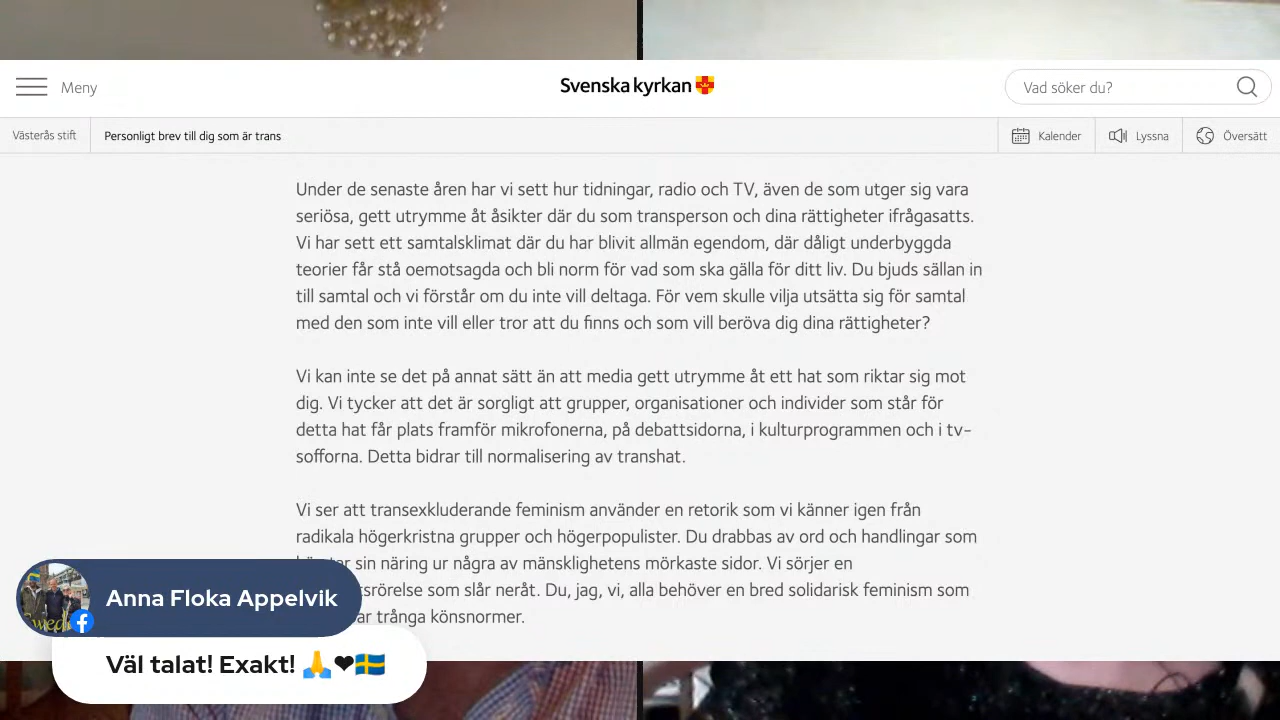 Meny
Svenska kyrkan
Vad söker du?
Västerås stift
Personligt brev till dig som är trans
Kalender
Lyssna
Översätt
Under de senaste åren har vi sett hur tidningar, radio och TV, även de som utger sig vara
seriösa, gett utrymme åt åsikter där du som transperson och dina rättigheter ifrågasatts.
Vi har sett ett samtalsklimat där du har blivit allmän egendom, där dåligt underbyggda
teorier får stå oemotsagda och bli norm för vad som ska gälla för ditt liv. Du bjuds sällan in
till samtal och vi förstår om du inte vill deltaga. För vem skulle vilja utsätta sig för samtal
med den som inte vill eller tror att du finns och som vill beröva dig dina rättigheter?
Vi kan inte se det på annat sätt än att media gett utrymme åt ett hat som riktar sig mot
dig. Vi tycker att det är sorgligt att grupper, organisationer och individer som står för
detta hat får plats framför mikrofonerna, på debattsidorna, i kulturprogrammen och i tv-
sofforna. Detta bidrar till normalisering av transhat.
Vi ser att transexkluderande feminism använder en retorik som vi känner igen från
radikala högerkristna grupper och högerpopulister. Du drabbas av ord och handlingar som
sin näring ur några av mänsklighetens mörkaste sidor. Vi sörjer en
som slår neråt. Du, jag, vi, alla behöver en bred solidarisk feminism som
trånga könsnormer.
Anna Floka Appelvik
Väl talat! Exakt! 🙏❤🇸🇪